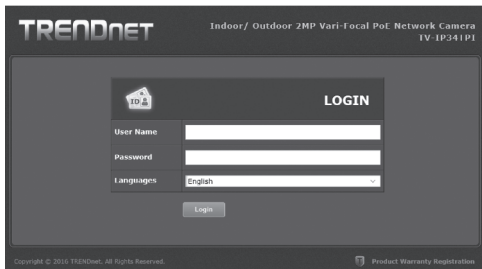 TRENDNET
Indoor/ Outdoor 2MP Vari-Focal PoE Network Camera
TV-IP341PI
ID
LOGIN
User Name
Password
Languages
English
Login
Copyright © 2016 TRENDnet. All Rights Reserved.
Product Warranty Registration